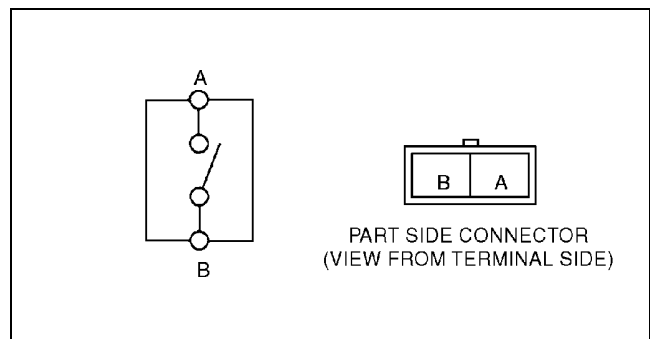 A
B
B A
PART SIDE CONNECTOR
(VIEW FROM TERMINAL SIDE)